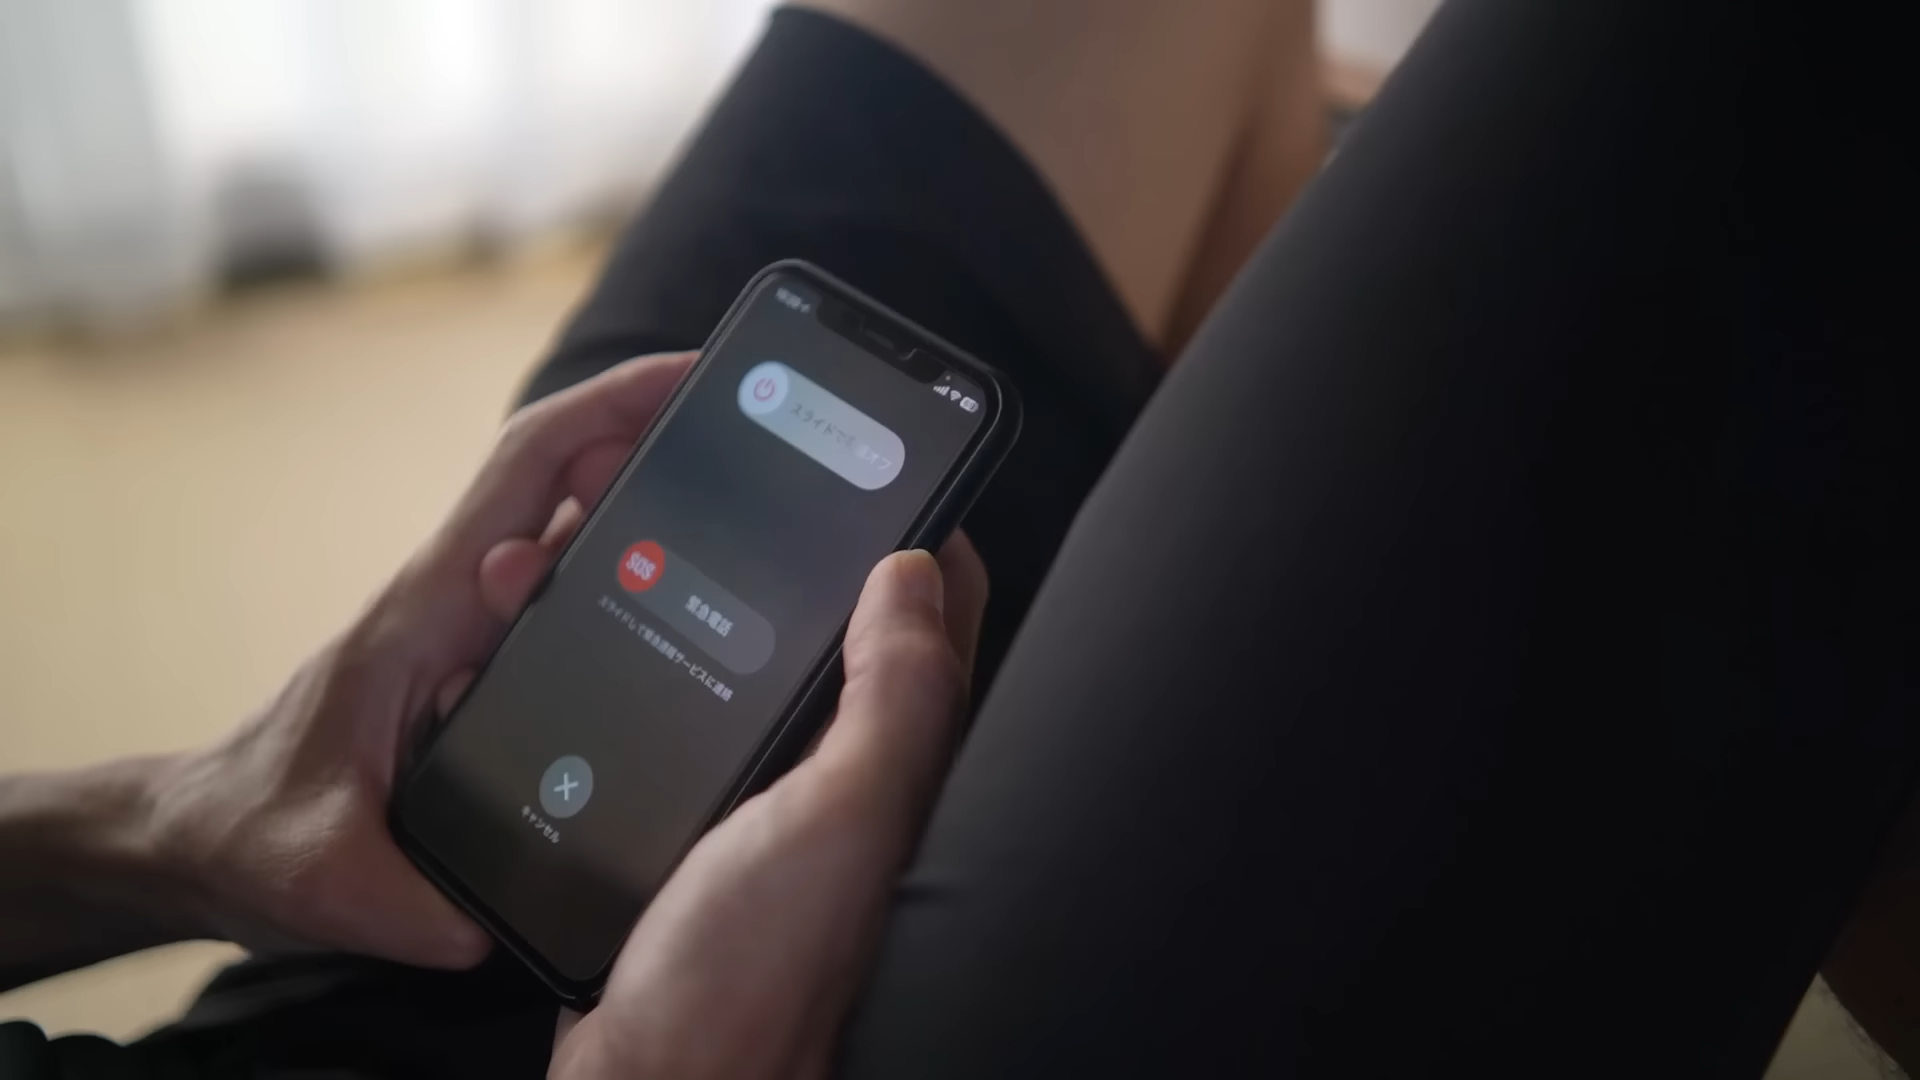 スライドで電源オフ
SOS
緊急電話
スライドして緊急通報サービスに連絡
キャンセル